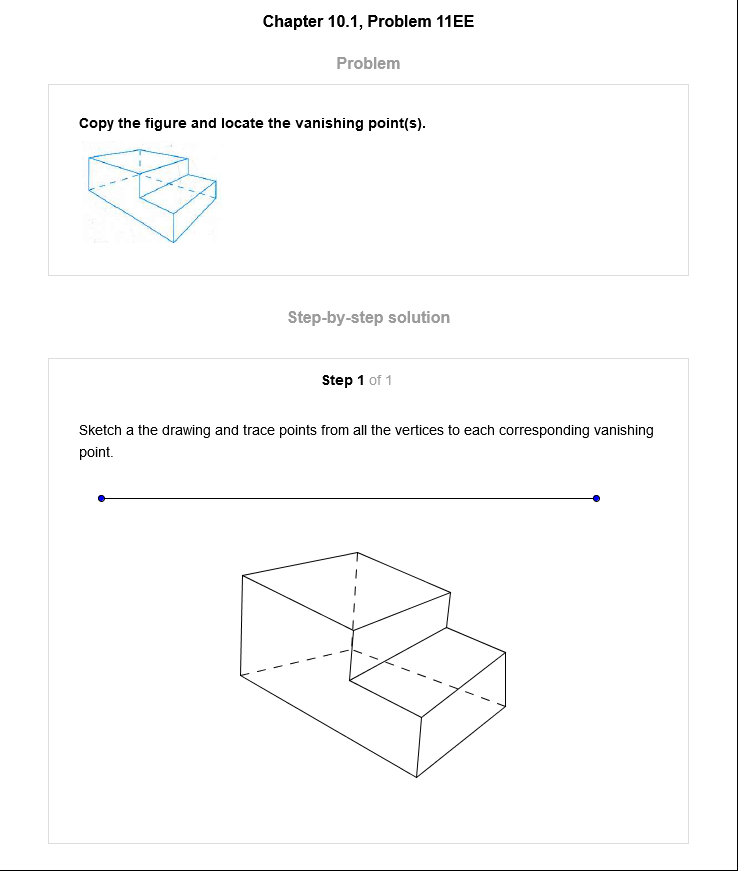 Chapter 10.1, Problem 11EE
Problem
Copy the figure and locate the vanishing point(s).
Step-by-step solution
Step 1 of 1
Sketch a the drawing and trace points from all the vertices to each corresponding vanishing
point.